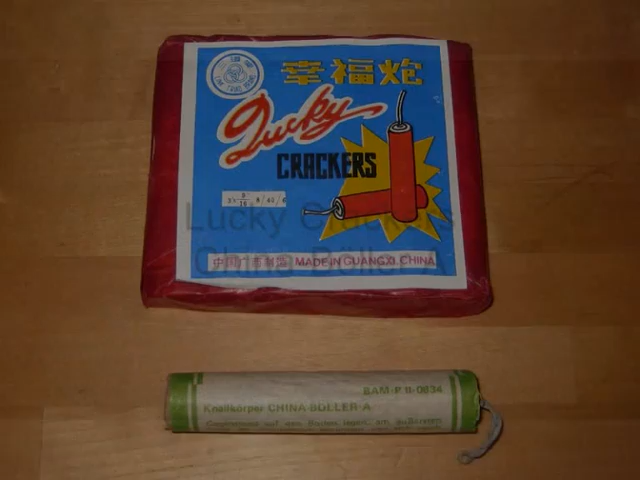 幸福炮
Lucky
CRACKERS
Lucky Crackers
China Böller A
中国广西制造 MADE IN GUANGXI, CHINA
BAM-P II-0834
Knallkörper CHINA-BÖLLER-A